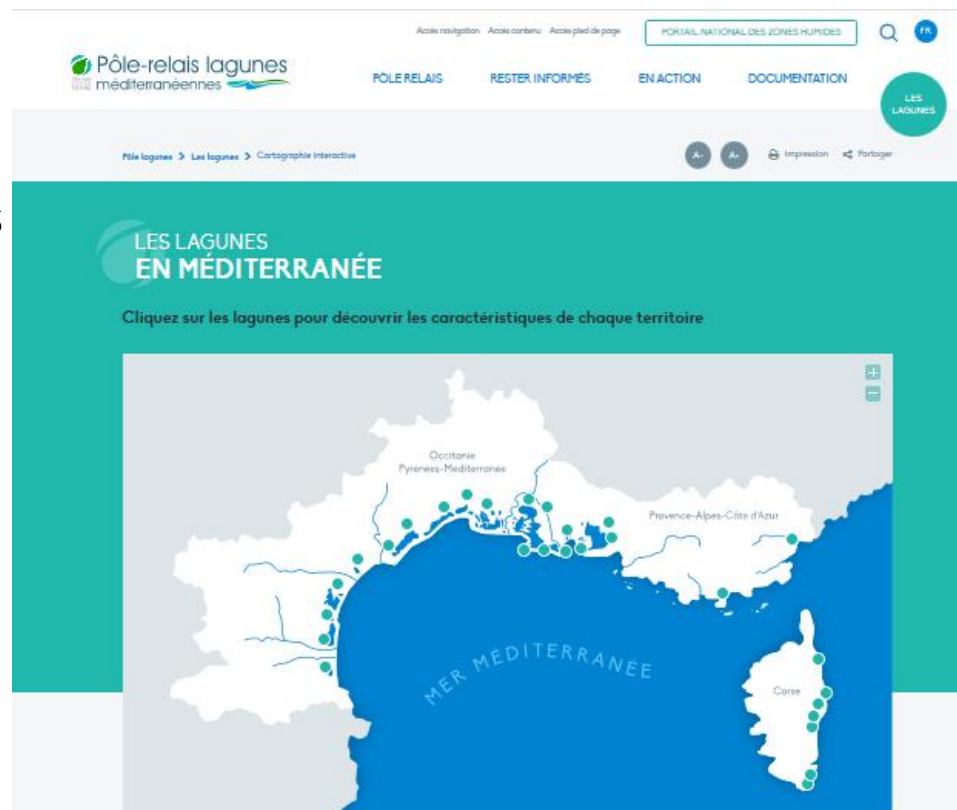 Accès navigation Accès contenu Accès pied de page
PORTAIL NATIONAL DES ZONES HUMIDES
FR
Pôle-relais lagunes
méditerranéennes
PÔLE RELAIS
RESTER INFORMÉS
EN ACTION
DOCUMENTATION
LES
LAGUNES
Pôle lagunes > Les lagunes > Cartographie interactive
A- A+ Impression Partager
LES LAGUNES
EN MÉDITERRANÉE
Cliquez sur les lagunes pour découvrir les caractéristiques de chaque territoire
+
−
Occitanie
Pyrénées-Méditerranée
Provence-Alpes-Côte d'Azur
MER MÉDITERRANÉE
Corse